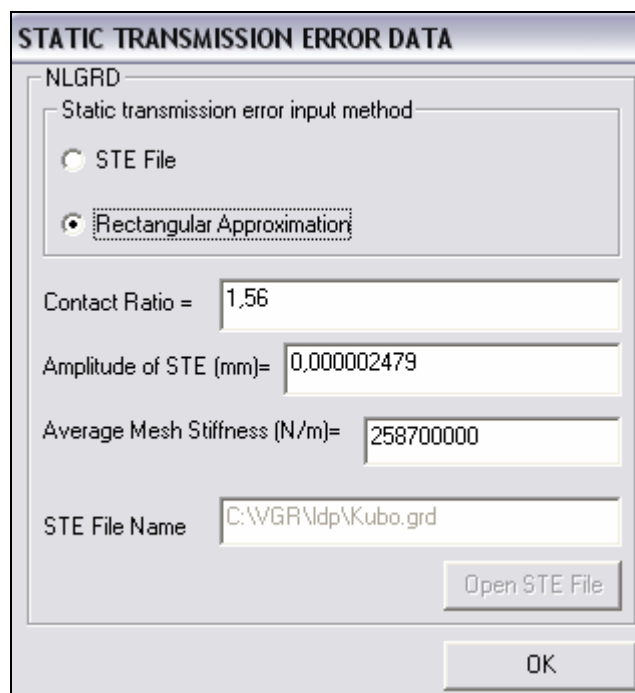 STATIC TRANSMISSION ERROR DATA
NLGRD
Static transmission error input method
STE File
Rectangular Approximation
Contact Ratio = 1,56
Amplitude of STE (mm)= 0,000002479
Average Mesh Stiffness (N/m)= 258700000
STE File Name C:\VGR\ldp\Kubo.grd
Open STE File
OK